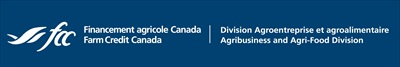 fcc
Financement agricole Canada
Farm Credit Canada
Division Agroentreprise et agroalimentaire
Agribusiness and Agri-Food Division